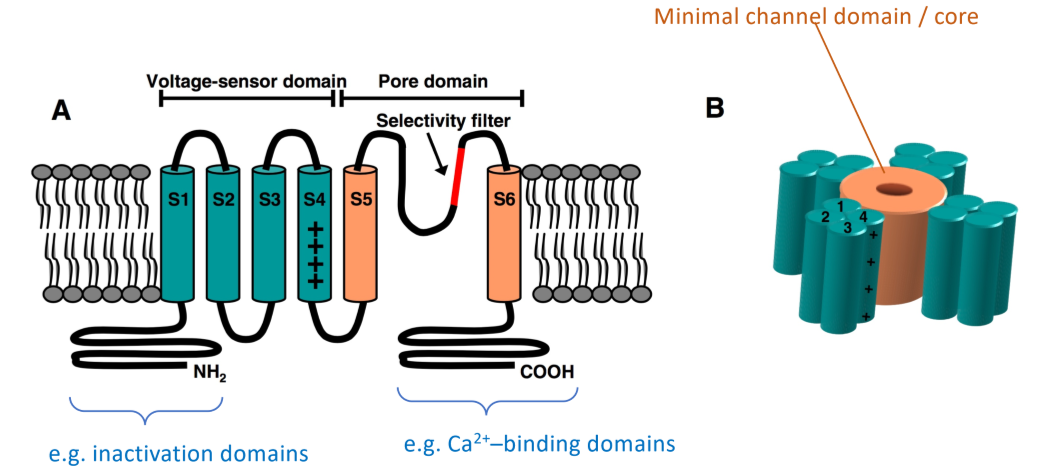 Minimal channel domain / core
A
Voltage-sensor domain
Pore domain
Selectivity filter
S1
S2
S3
S4
S5
S6
+
+
+
+
NH₂
COOH
e.g. inactivation domains
e.g. Ca²⁺–binding domains
B
1
2
4
3
+
+
+
+